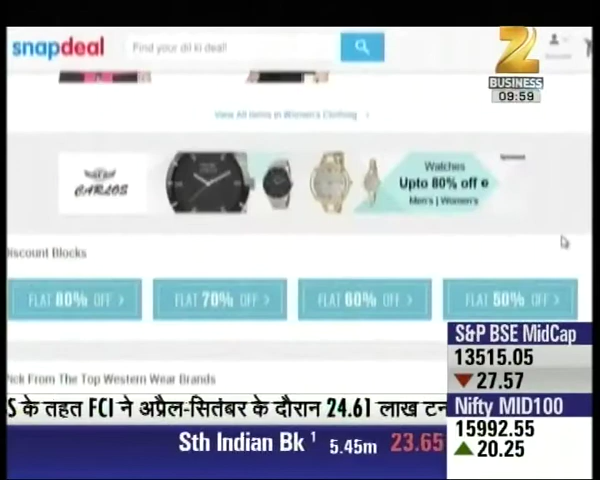 snapdeal
Find your dil ki deal!
Z
BUSINESS
09:59
View All Items in Women's Clothing
CARLOS
Watches
Upto 80% off e
Men's | Women's
iscount Blocks
FLAT 80% OFF >
FLAT 70% OFF >
FLAT 60% OFF >
FLAT 50% OFF >
ick From The Top Western Wear Brands
S&P BSE MidCap
13515.05
27.57
S के तहत FCI ने अप्रैल-सितंबर के दौरान 24.61 लाख टन
Nifty MID100
15992.55
20.25
Sth Indian Bk 1 5.45m 23.65